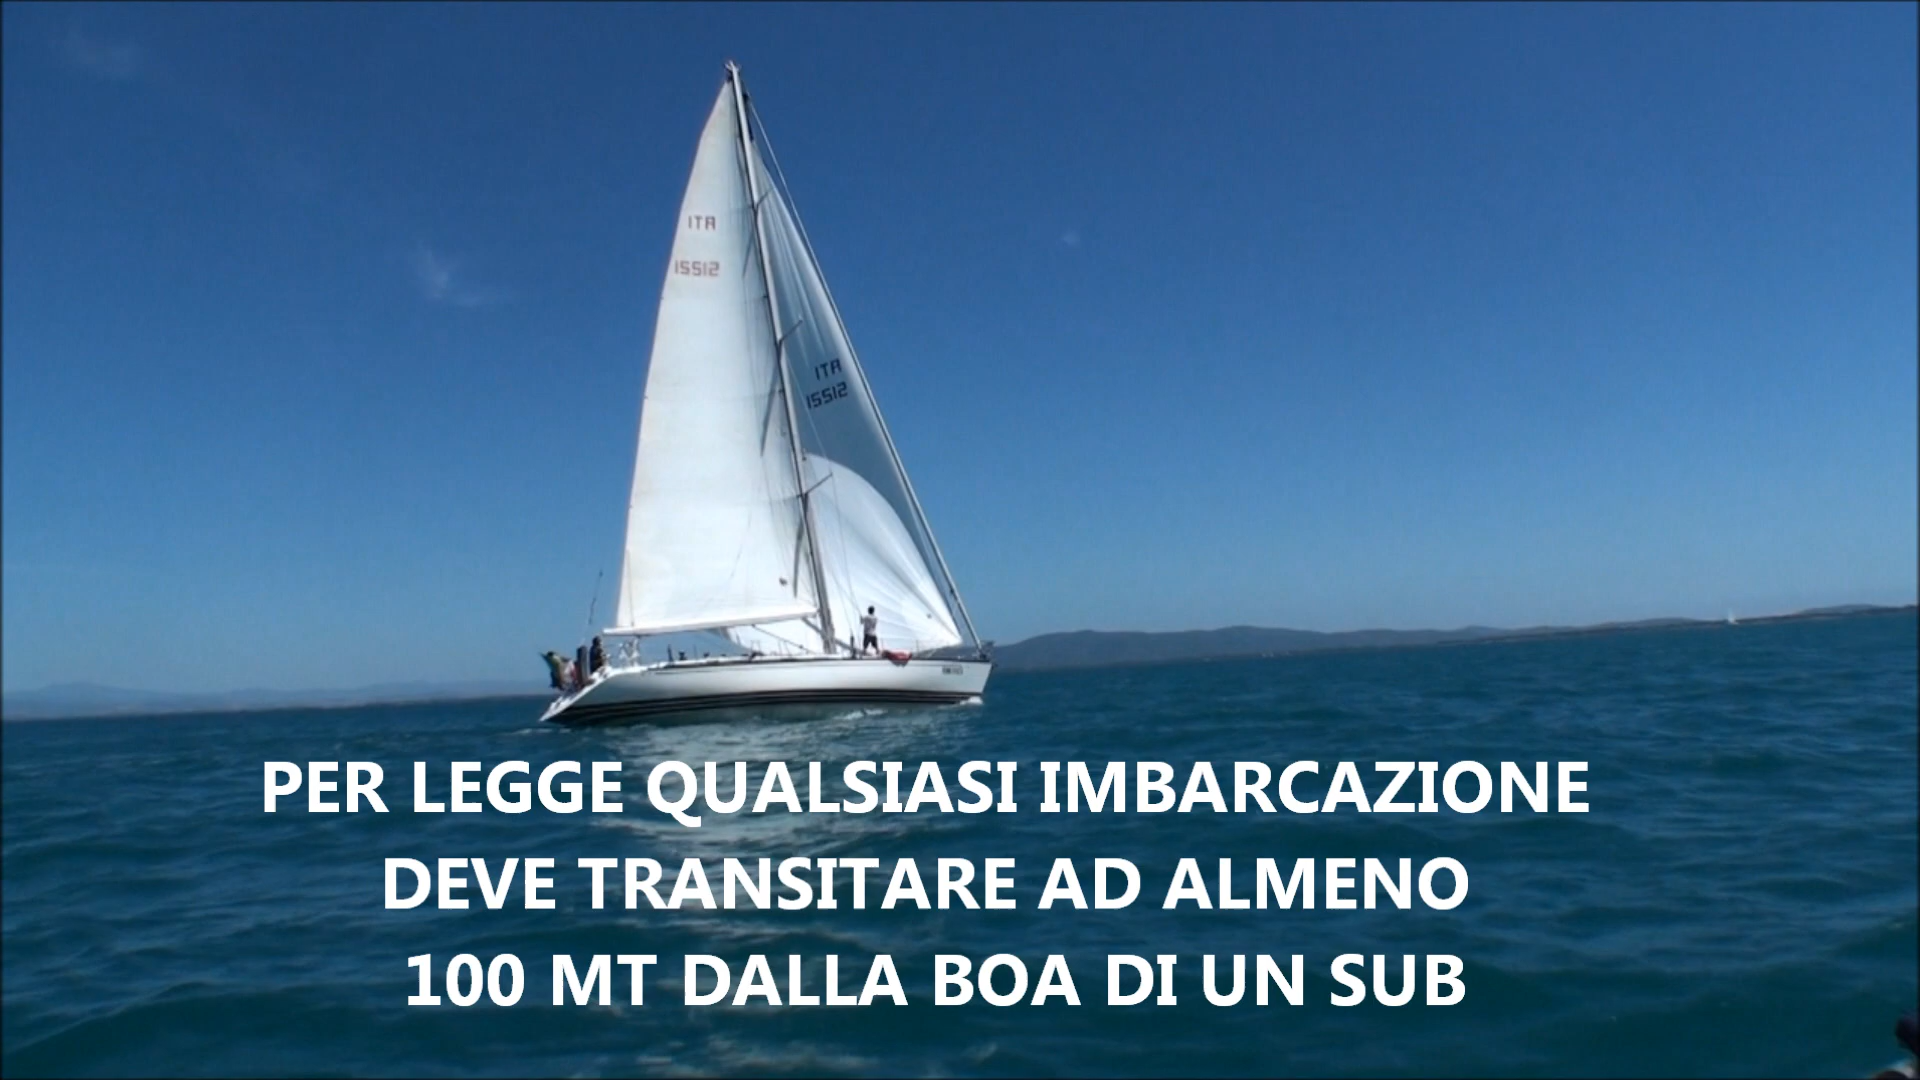 ITA
15512
ITA
15512
PER LEGGE QUALSIASI IMBARCAZIONE
DEVE TRANSITARE AD ALMENO
100 MT DALLA BOA DI UN SUB